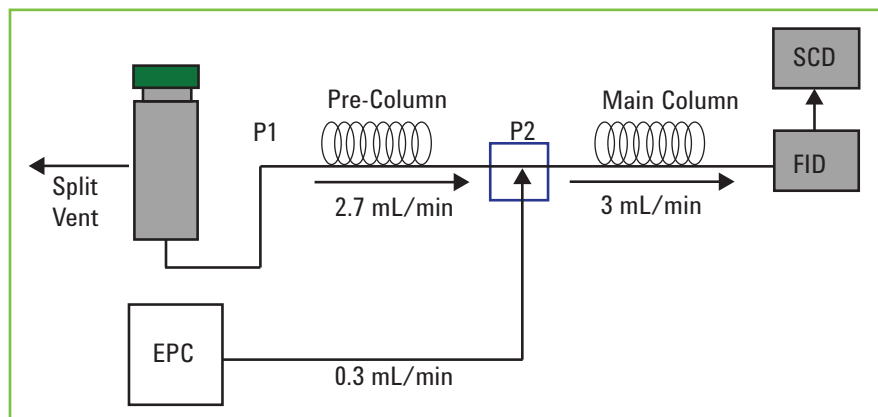 SCD
Pre-Column
Main Column
P1
P2
FID
Split
Vent
2.7 mL/min
3 mL/min
EPC
0.3 mL/min